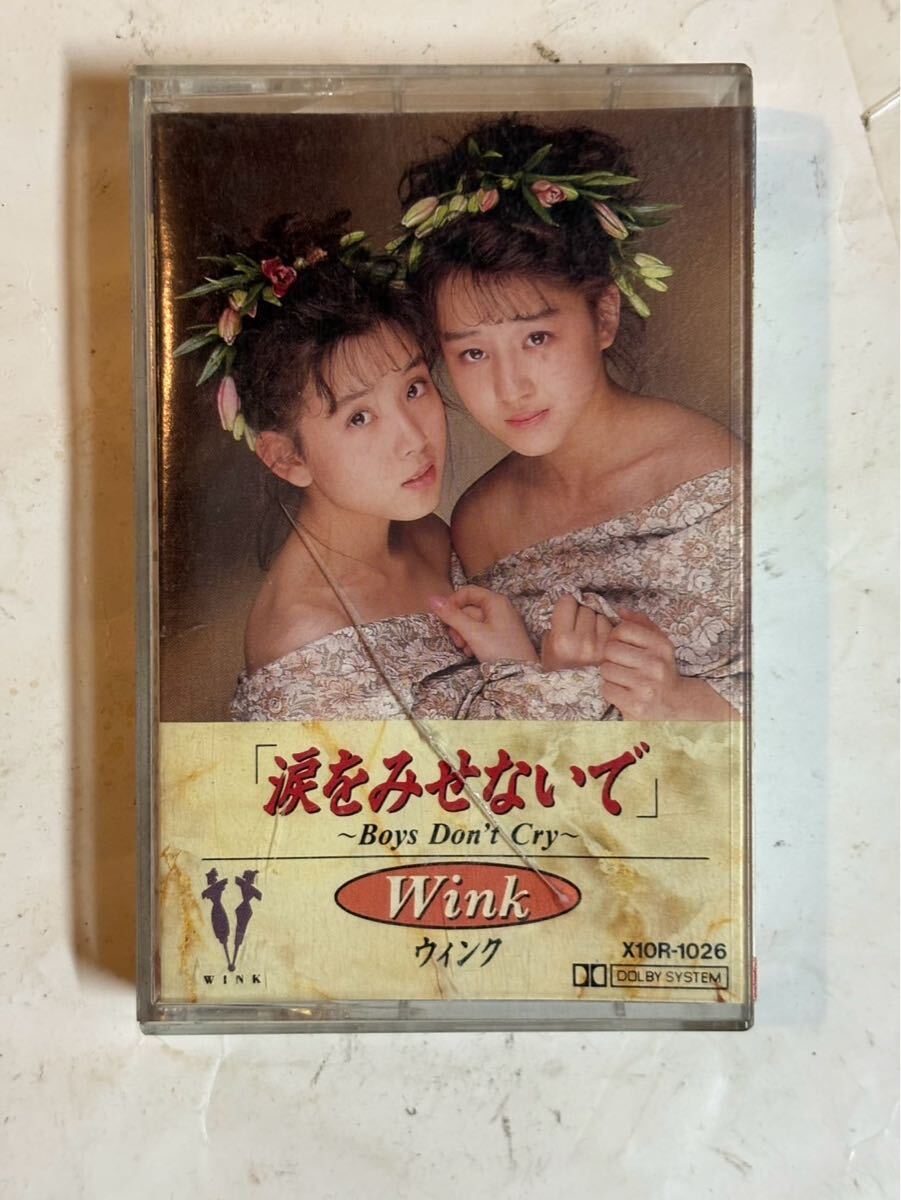 「涙をみせないで」
~Boys Don't Cry~
Wink
ウィンク
WINK
X10R-1026
DOLBY SYSTEM